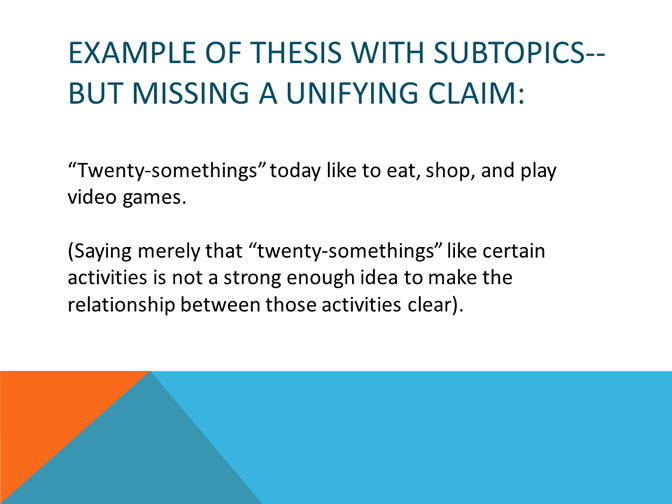 EXAMPLE OF THESIS WITH SUBTOPICS--
BUT MISSING A UNIFYING CLAIM:
“Twenty-somethings” today like to eat, shop, and play
video games.
(Saying merely that “twenty-somethings” like certain
activities is not a strong enough idea to make the
relationship between those activities clear).